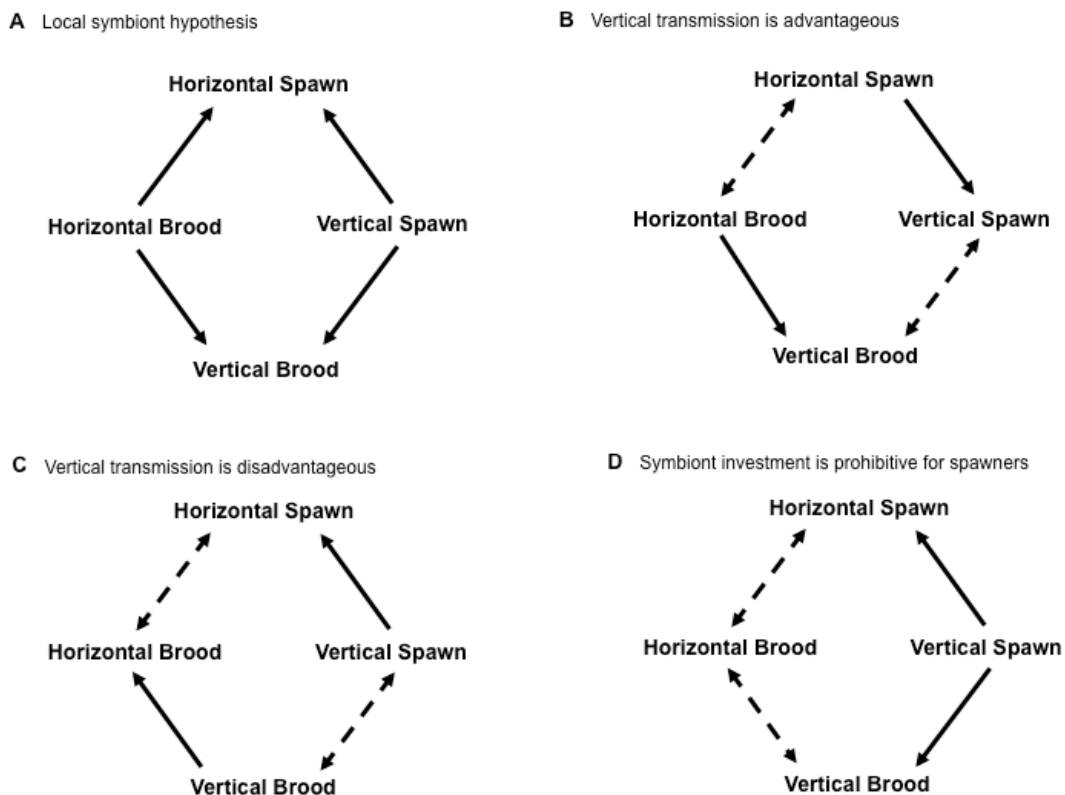 A Local symbiont hypothesis
Horizontal Spawn
Horizontal Brood
Vertical Spawn
Vertical Brood
B Vertical transmission is advantageous
Horizontal Spawn
Horizontal Brood
Vertical Spawn
Vertical Brood
C Vertical transmission is disadvantageous
Horizontal Spawn
Horizontal Brood
Vertical Spawn
Vertical Brood
D Symbiont investment is prohibitive for spawners
Horizontal Spawn
Horizontal Brood
Vertical Spawn
Vertical Brood